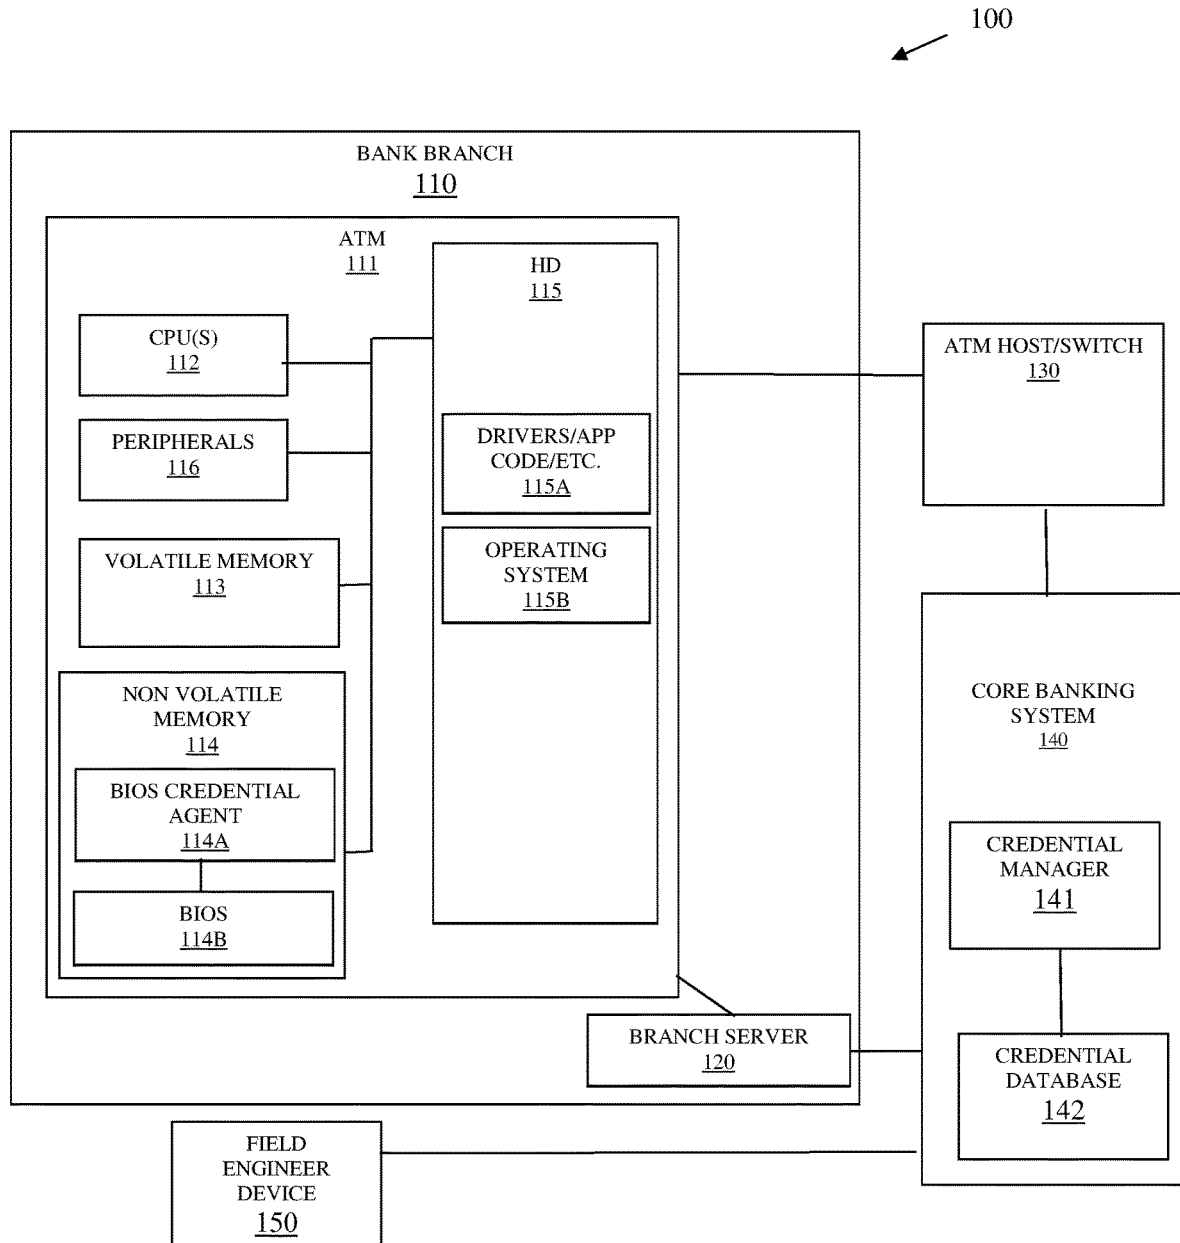 100
BANK BRANCH
110
ATM
111
HD
115
CPU(S)
112
PERIPHERALS
116
VOLATILE MEMORY
113
NON VOLATILE
MEMORY
114
BIOS CREDENTIAL
AGENT
114A
BIOS
114B
DRIVERS/APP
CODE/ETC.
115A
OPERATING
SYSTEM
115B
ATM HOST/SWITCH
130
CORE BANKING
SYSTEM
140
CREDENTIAL
MANAGER
141
CREDENTIAL
DATABASE
142
BRANCH SERVER
120
FIELD
ENGINEER
DEVICE
150